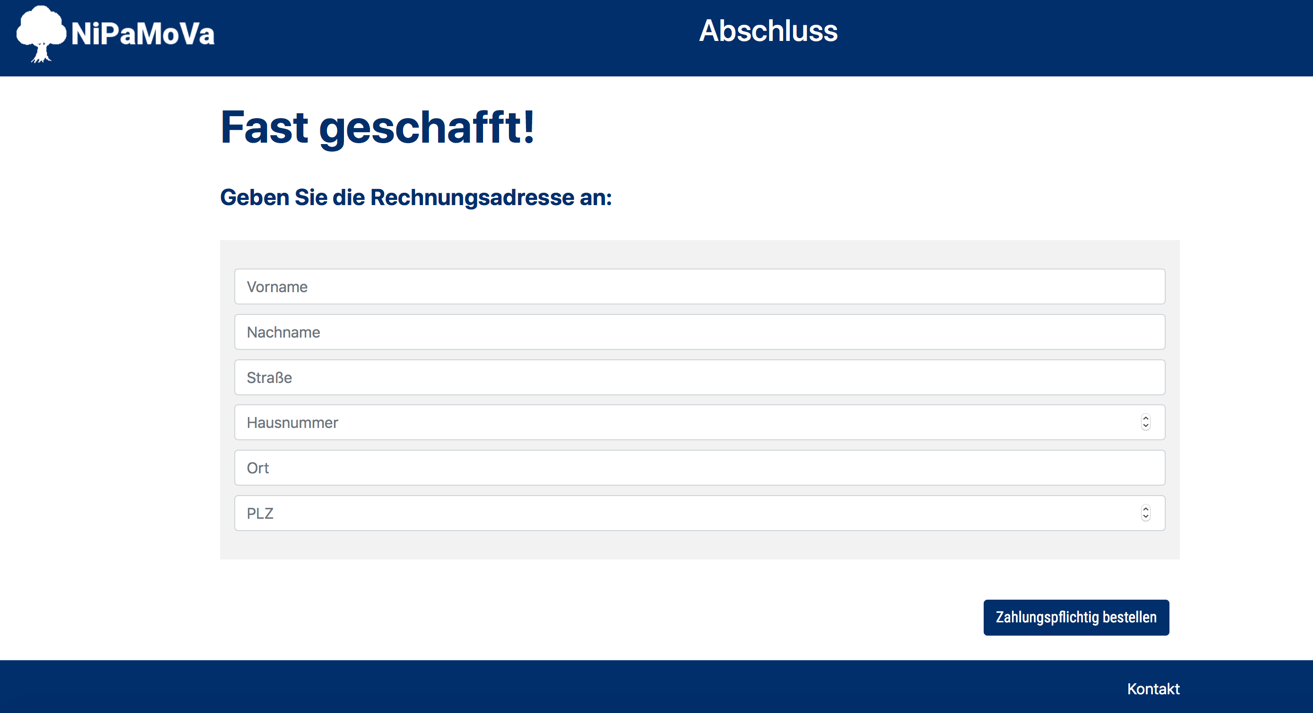 NiPaMoVa
Abschluss
Fast geschafft!
Geben Sie die Rechnungsadresse an:
Vorname
Nachname
Straße
Hausnummer
Ort
PLZ
Zahlungspflichtig bestellen
Kontakt